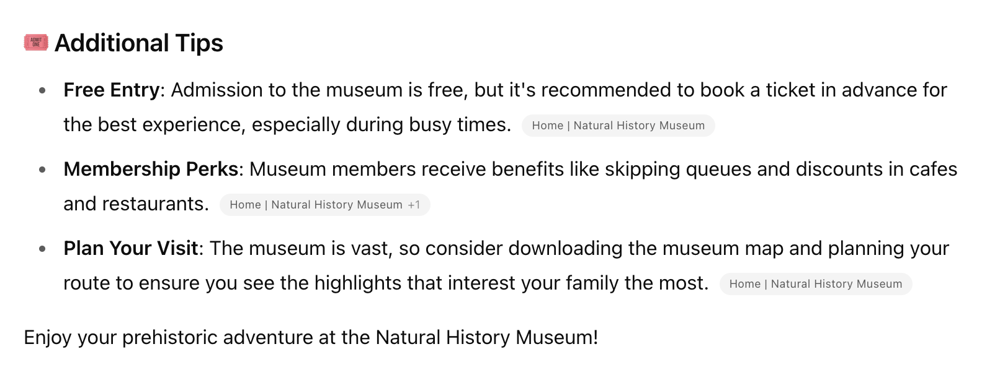 ADMIT
ONE
Additional Tips
Free Entry: Admission to the museum is free, but it's recommended to book a ticket in advance for
the best experience, especially during busy times. Home | Natural History Museum
Membership Perks: Museum members receive benefits like skipping queues and discounts in cafes
and restaurants. Home | Natural History Museum +1
Plan Your Visit: The museum is vast, so consider downloading the museum map and planning your
route to ensure you see the highlights that interest your family the most. Home | Natural History Museum
Enjoy your prehistoric adventure at the Natural History Museum!